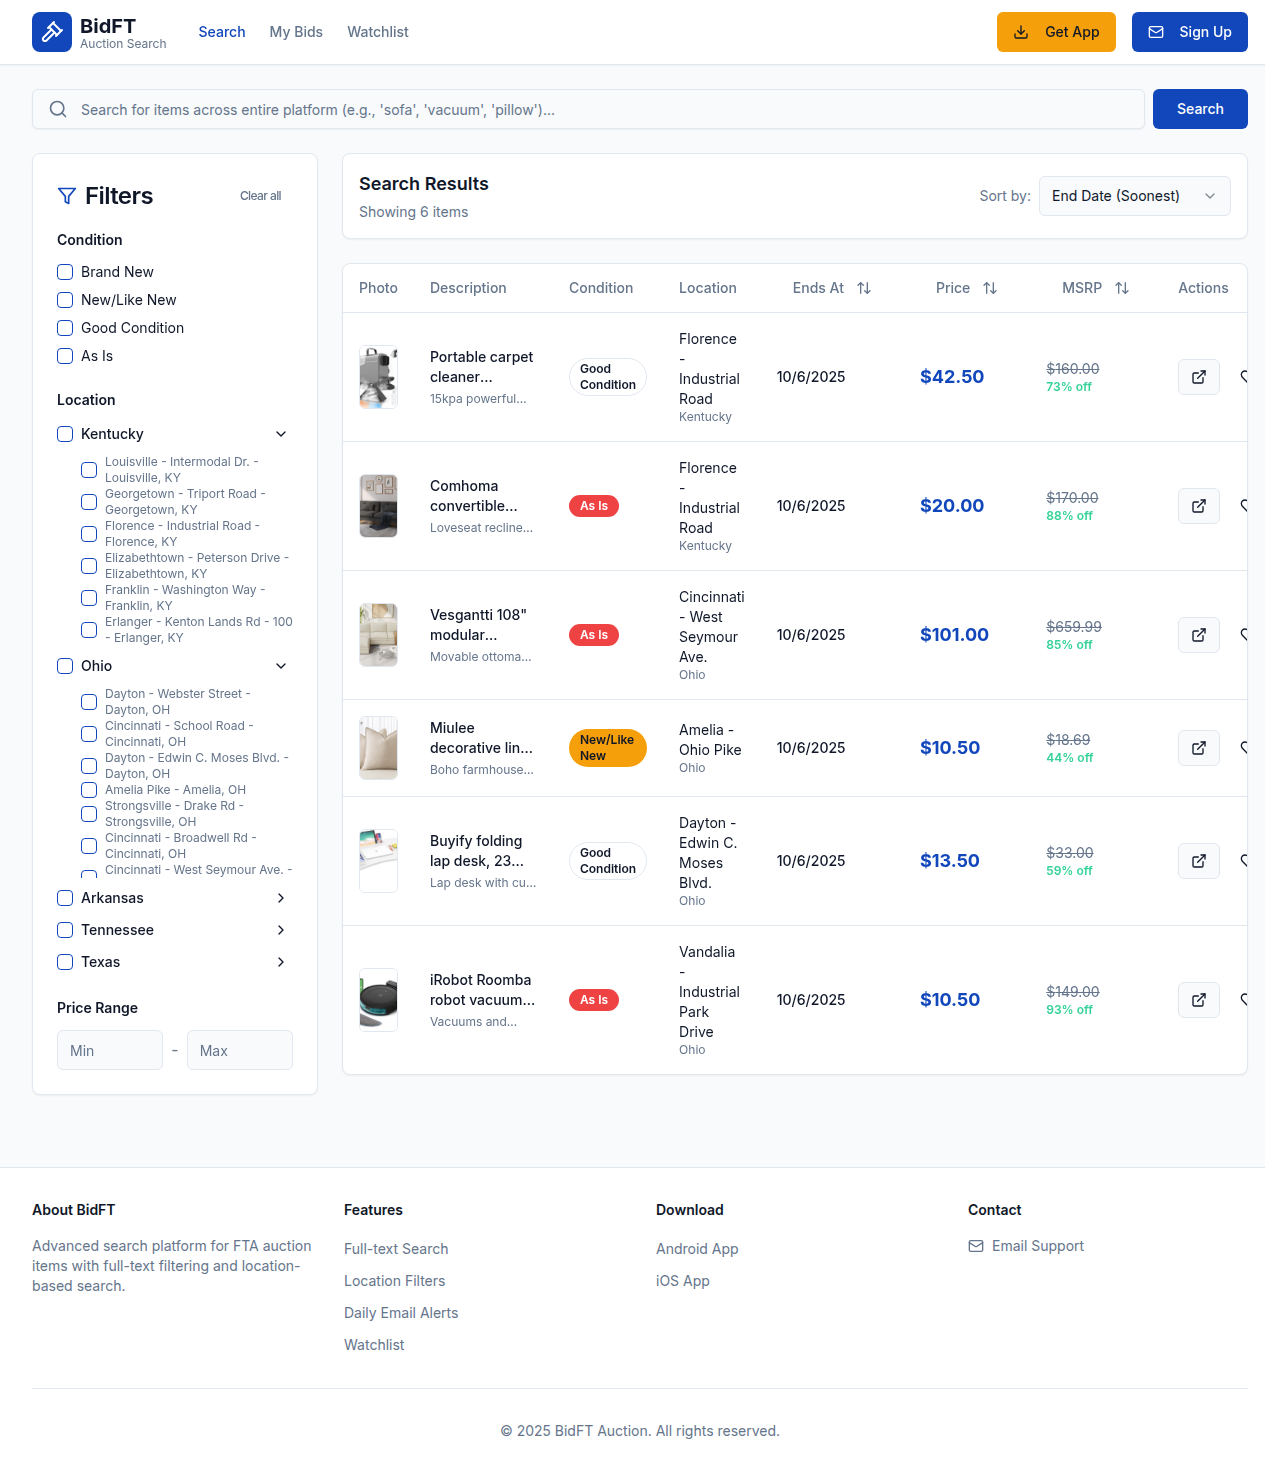 BidFT
Auction Search
Search
My Bids
Watchlist
Get App
Sign Up
Search for items across entire platform (e.g., 'sofa', 'vacuum', 'pillow')...
Search
Filters
Clear all
Condition
Brand New
New/Like New
Good Condition
As Is
Location
Kentucky
Louisville - Intermodal Dr. -
Louisville, KY
Georgetown - Triport Road -
Georgetown, KY
Florence - Industrial Road -
Florence, KY
Elizabethtown - Peterson Drive -
Elizabethtown, KY
Franklin - Washington Way -
Franklin, KY
Erlanger - Kenton Lands Rd - 100
- Erlanger, KY
Ohio
Dayton - Webster Street -
Dayton, OH
Cincinnati - School Road -
Cincinnati, OH
Dayton - Edwin C. Moses Blvd. -
Dayton, OH
Amelia Pike - Amelia, OH
Strongsville - Drake Rd -
Strongsville, OH
Cincinnati - Broadwell Rd -
Cincinnati, OH
Cincinnati - West Seymour Ave. -
Arkansas
Tennessee
Texas
Price Range
Min
-
Max
Search Results
Showing 6 items
Sort by:
End Date (Soonest)
Photo
Description
Condition
Location
Ends At
Price
MSRP
Actions
Portable carpet
cleaner...
15kpa powerful...
Good
Condition
Florence
-
Industrial
Road
Kentucky
10/6/2025
$42.50
$160.00
73% off
Comhoma
convertible...
Loveseat recline...
As Is
Florence
-
Industrial
Road
Kentucky
10/6/2025
$20.00
$170.00
88% off
Vesgantti 108"
modular...
Movable ottoma...
As Is
Cincinnati
- West
Seymour
Ave.
Ohio
10/6/2025
$101.00
$659.99
85% off
Miulee
decorative lin...
Boho farmhouse...
New/Like
New
Amelia -
Ohio Pike
Ohio
10/6/2025
$10.50
$18.69
44% off
Buyify folding
lap desk, 23...
Lap desk with cu...
Good
Condition
Dayton -
Edwin C.
Moses
Blvd.
Ohio
10/6/2025
$13.50
$33.00
59% off
iRobot Roomba
robot vacuum...
Vacuums and...
As Is
Vandalia
-
Industrial
Park
Drive
Ohio
10/6/2025
$10.50
$149.00
93% off
About BidFT
Advanced search platform for FTA auction
items with full-text filtering and location-
based search.
Features
Full-text Search
Location Filters
Daily Email Alerts
Watchlist
Download
Android App
iOS App
Contact
Email Support
© 2025 BidFT Auction. All rights reserved.